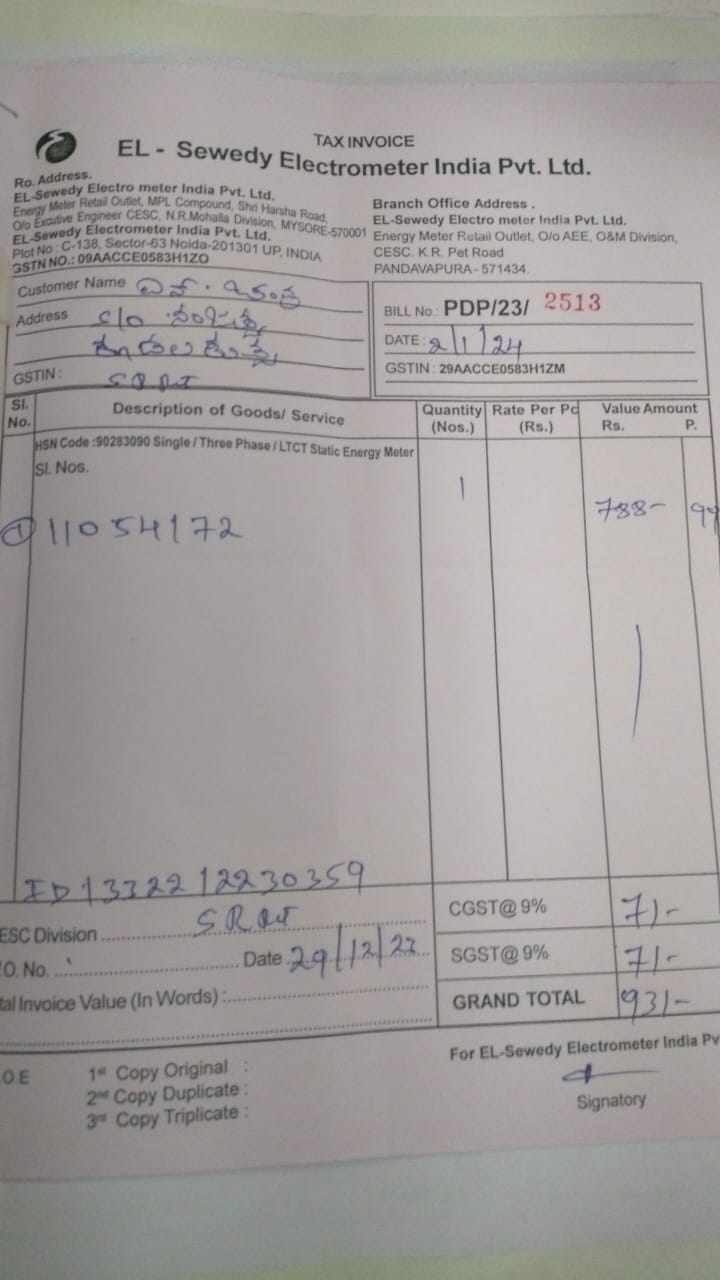 TAX INVOICE
EL - Sewedy Electrometer India Pvt. Ltd.
Ro. Address.
EL-Sewedy Electro meter India Pvt. Ltd.
Energy Meter Retail Outlet, MPL Compound, Shri Harsha Road,
O/o Excutive Engineer CESC, N.R.Mohalla Division, MYSORE-570001
EL-Sewedy Electrometer India Pvt. Ltd.
Plot No : C-138, Sector-63 Noida-201301 UP, INDIA
GSTN NO.: 09AACCE0583H1ZO
Branch Office Address .
EL-Sewedy Electro meter India Pvt. Ltd.
Energy Meter Retail Outlet, O/o AEE, O&M Division,
CESC. K.R. Pet Road
PANDAVAPURA - 571434.
Customer Name
Address S/o
GSTIN :
BILL No.: PDP/23/ 2513
DATE : 2/1/24
GSTIN : 29AACCE0583H1ZM
Sl. No. Description of Goods/ Service Quantity (Nos.) Rate Per Pc (Rs.) Value Amount Rs. P.
HSN Code :90283090 Single / Three Phase / LTCT Static Energy Meter
Sl. Nos.
① 11054172 1 788- 99
ID 13322 12230359
ESC Division
.O. No. Date 29/12/23
tal Invoice Value (In Words) :
CGST@ 9% 71-
SGST@ 9% 71-
GRAND TOTAL 931-
.O.E
1st Copy Original :
2nd Copy Duplicate :
3rd Copy Triplicate :
For EL-Sewedy Electrometer India Pv
Signatory